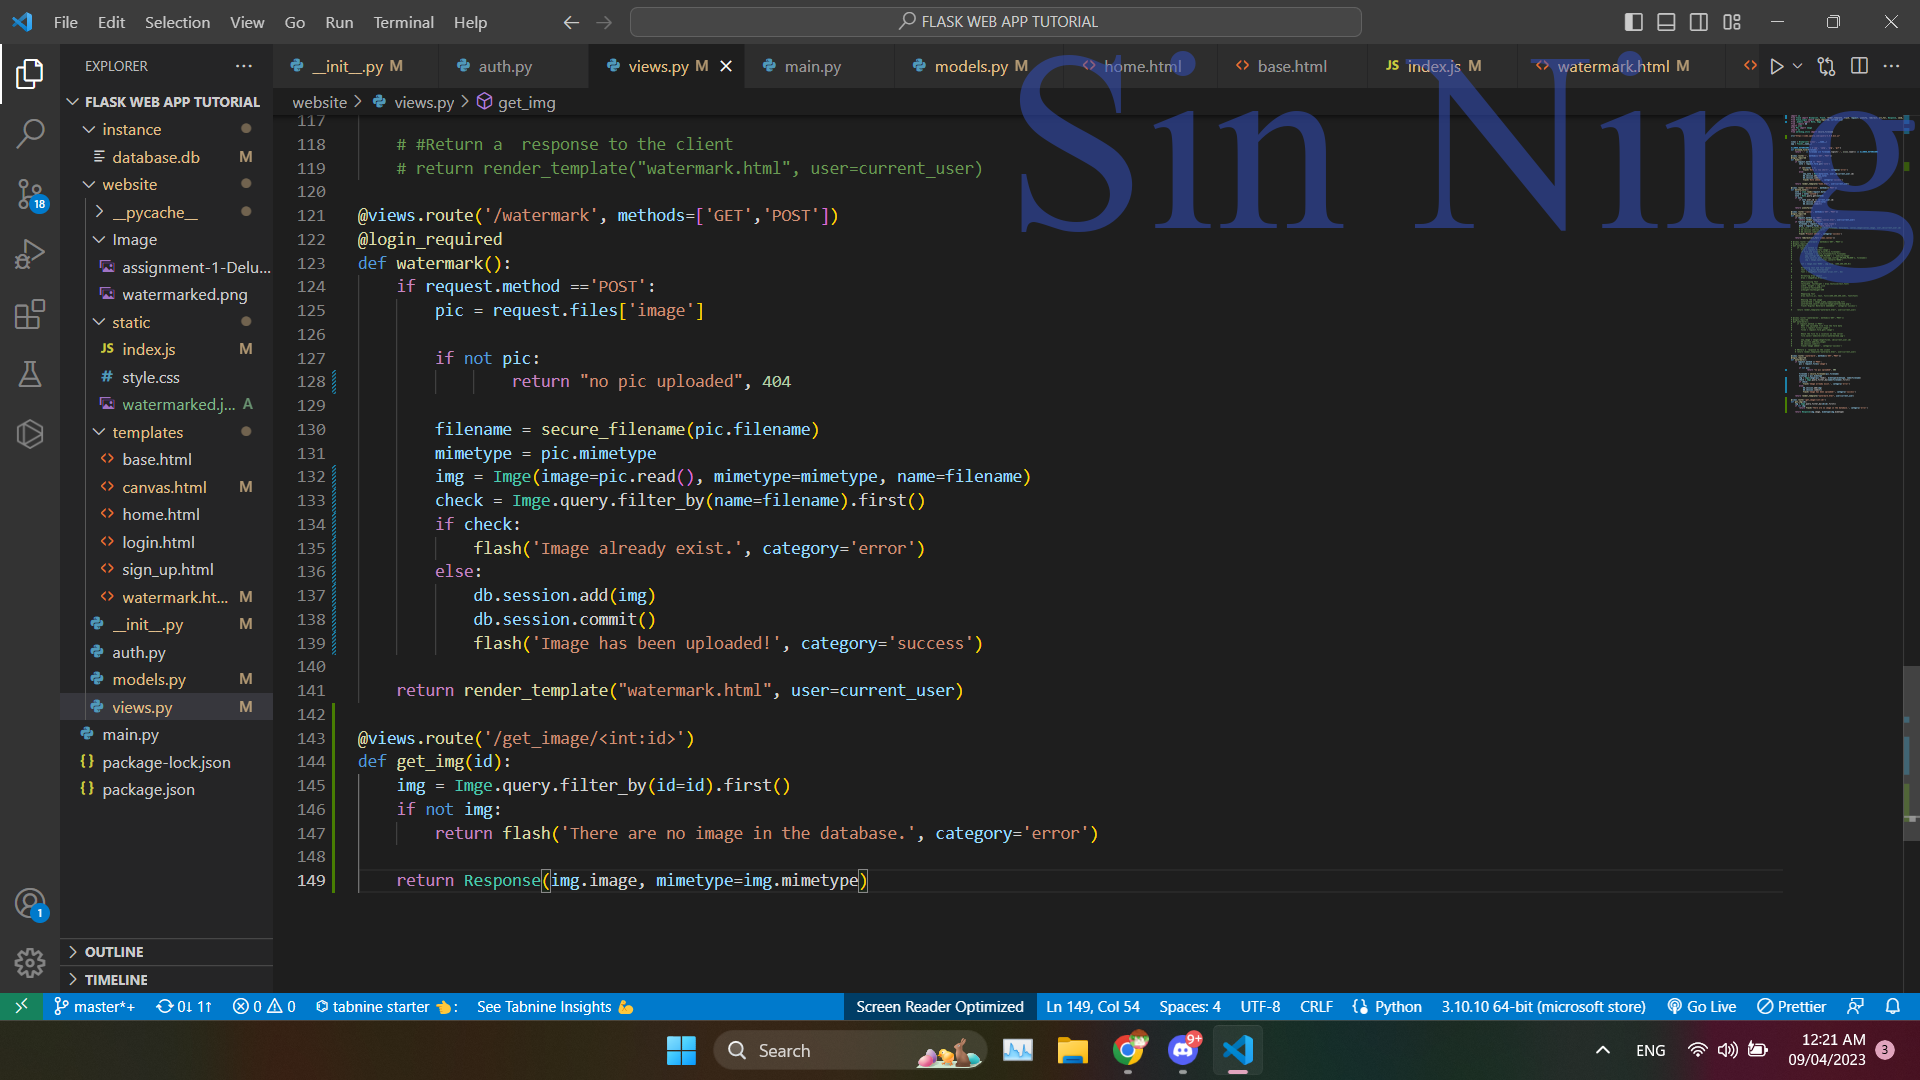 File Edit Selection View Go Run Terminal Help
FLASK WEB APP TUTORIAL
EXPLORER
__init__.py M
auth.py
views.py M
main.py
models.py M
home.html
base.html
JS index.js M
watermark.html M
Sin Ning
FLASK WEB APP TUTORIAL
website > views.py > get_img
instance
database.db M
website
__pycache__
Image
assignment-1-Delu...
watermarked.png
static
JS index.js M
# style.css
watermarked.j... A
templates
base.html
canvas.html M
home.html
login.html
sign_up.html
watermark.ht... M
__init__.py M
auth.py
models.py M
views.py M
main.py
{} package-lock.json
{} package.json
OUTLINE
TIMELINE
18
1
117
118 # #Return a  response to the client
119 # return render_template("watermark.html", user=current_user)
120
121 @views.route('/watermark', methods=['GET','POST'])
122 @login_required
123 def watermark():
124 if request.method =='POST':
125 pic = request.files['image']
126
127 if not pic:
128 return "no pic uploaded", 404
129
130 filename = secure_filename(pic.filename)
131 mimetype = pic.mimetype
132 img = Imge(image=pic.read(), mimetype=mimetype, name=filename)
133 check = Imge.query.filter_by(name=filename).first()
134 if check:
135 flash('Image already exist.', category='error')
136 else:
137 db.session.add(img)
138 db.session.commit()
139 flash('Image has been uploaded!', category='success')
140
141 return render_template("watermark.html", user=current_user)
142
143 @views.route('/get_image/<int:id>')
144 def get_img(id):
145 img = Imge.query.filter_by(id=id).first()
146 if not img:
147 return flash('There are no image in the database.', category='error')
148
149 return Response(img.image, mimetype=img.mimetype)
master*+ 0↓ 1↑ 0 0 tabnine starter 👈: See Tabnine Insights 💪 Screen Reader Optimized Ln 149, Col 54 Spaces: 4 UTF-8 CRLF {} Python 3.10.10 64-bit (microsoft store) Go Live Prettier
Search
9+
ENG
12:21 AM
09/04/2023
3